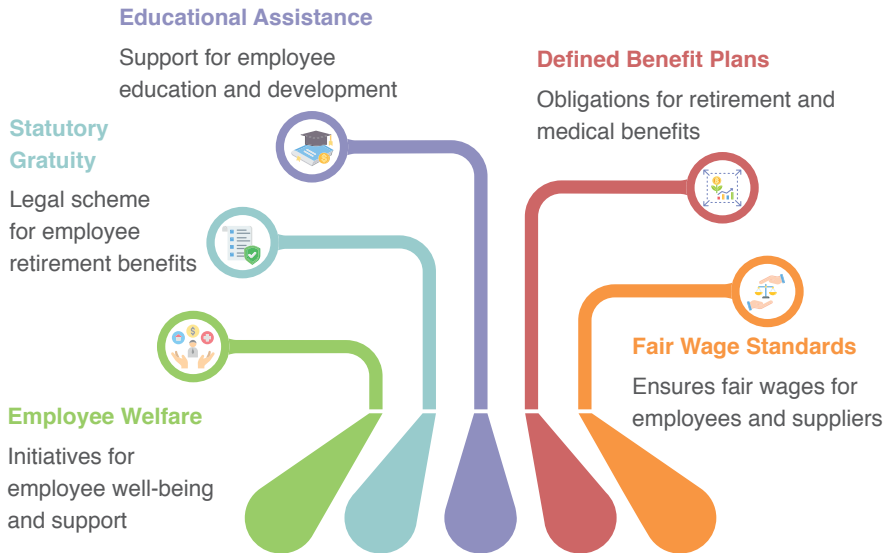 Educational Assistance
Support for employee
education and development
Defined Benefit Plans
Obligations for retirement and
medical benefits
Statutory
Gratuity
Legal scheme
for employee
retirement benefits
Fair Wage Standards
Ensures fair wages for
employees and suppliers
Employee Welfare
Initiatives for
employee well-being
and support